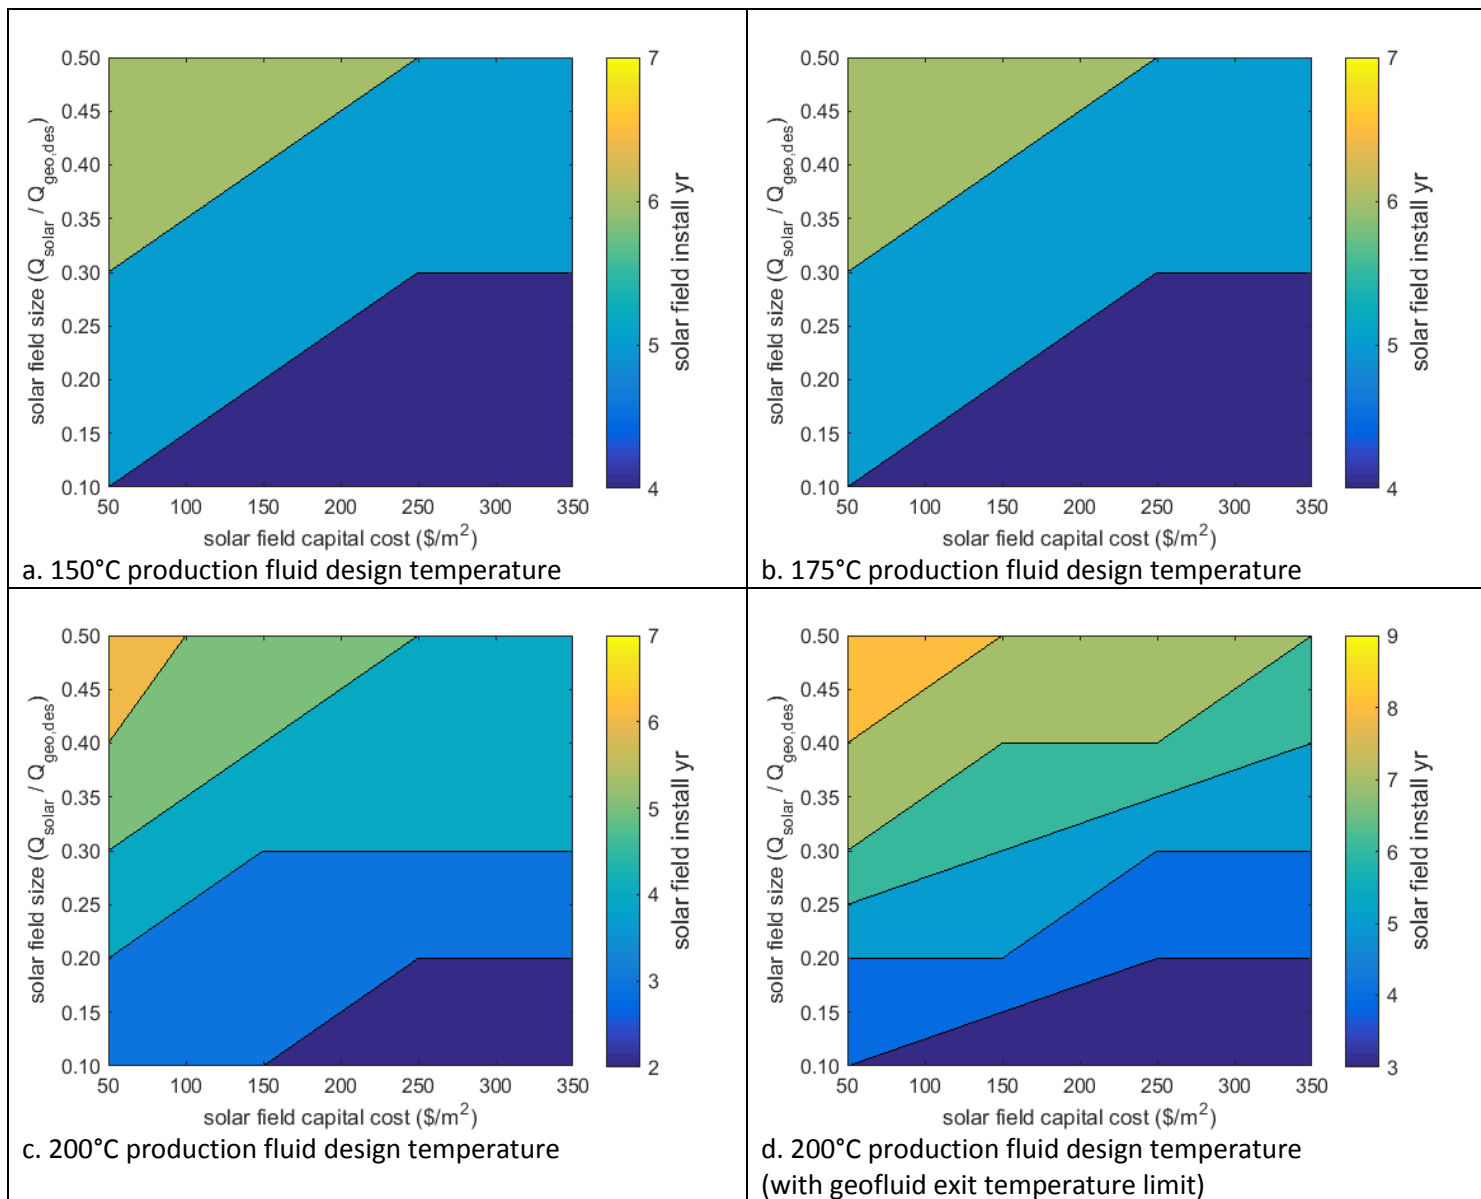 0.50
0.45
0.40
0.35
0.30
0.25
0.20
0.15
0.10
solar field size (Q_solar / Q_geo,des)
50 100 150 200 250 300 350
solar field capital cost ($/m²)
7
6
5
4
solar field install yr
a. 150°C production fluid design temperature
0.50
0.45
0.40
0.35
0.30
0.25
0.20
0.15
0.10
solar field size (Q_solar / Q_geo,des)
50 100 150 200 250 300 350
solar field capital cost ($/m²)
7
6
5
4
solar field install yr
b. 175°C production fluid design temperature
0.50
0.45
0.40
0.35
0.30
0.25
0.20
0.15
0.10
solar field size (Q_solar / Q_geo,des)
50 100 150 200 250 300 350
solar field capital cost ($/m²)
7
6
5
4
3
2
solar field install yr
c. 200°C production fluid design temperature
0.50
0.45
0.40
0.35
0.30
0.25
0.20
0.15
0.10
solar field size (Q_solar / Q_geo,des)
50 100 150 200 250 300 350
solar field capital cost ($/m²)
9
8
7
6
5
4
3
solar field install yr
d. 200°C production fluid design temperature
(with geofluid exit temperature limit)